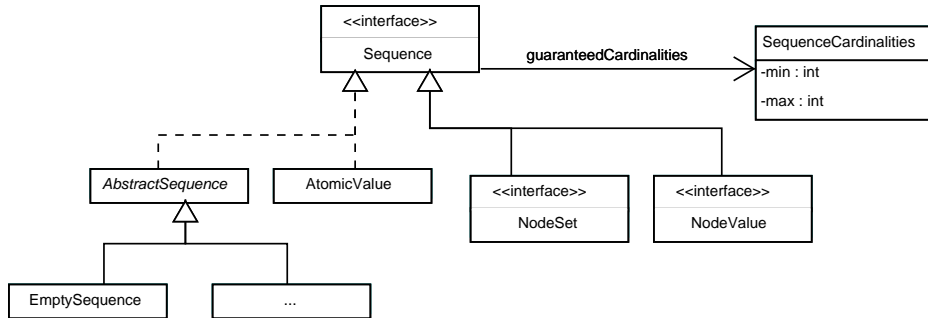 <<interface>>
Sequence
guaranteedCardinalities
SequenceCardinalities
-min : int
-max : int
AbstractSequence
AtomicValue
<<interface>>
NodeSet
<<interface>>
NodeValue
EmptySequence
...